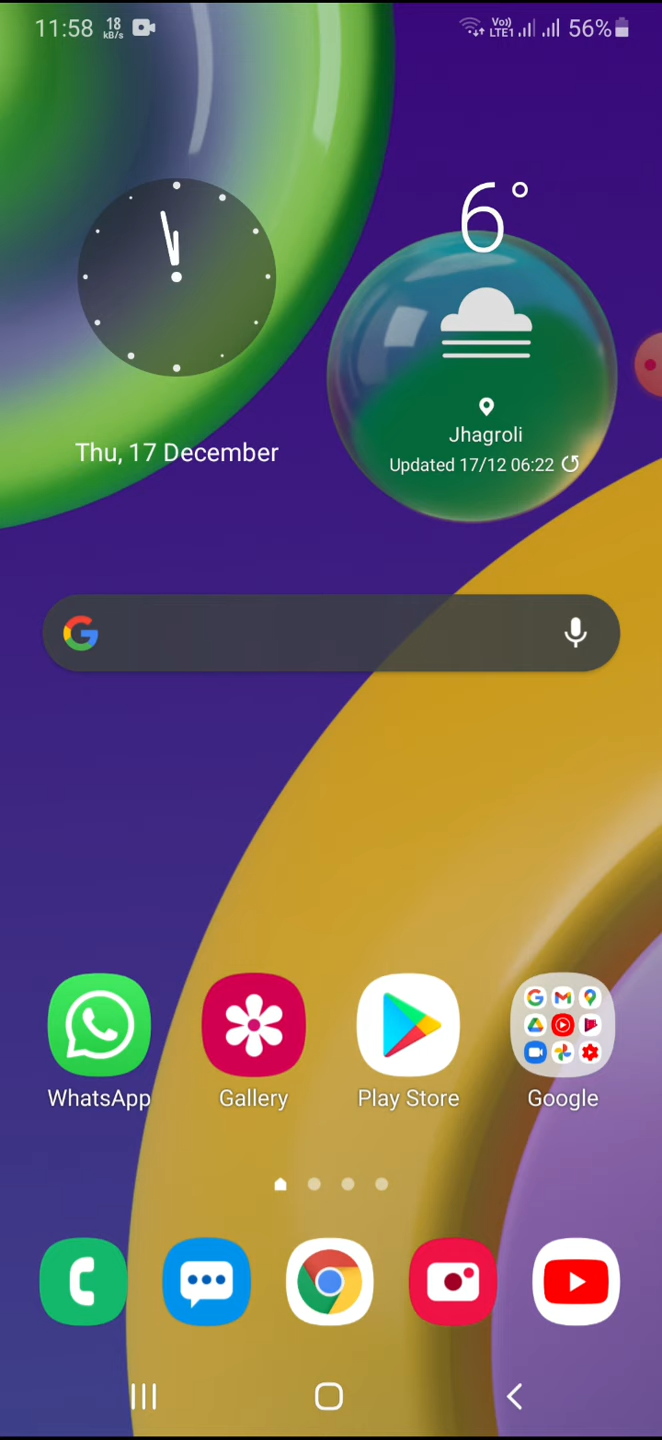 11:58 18 kB/s Vo)) LTE1 56%
6°
Jhagroli
Updated 17/12 06:22
Thu, 17 December
WhatsApp Gallery Play Store Google